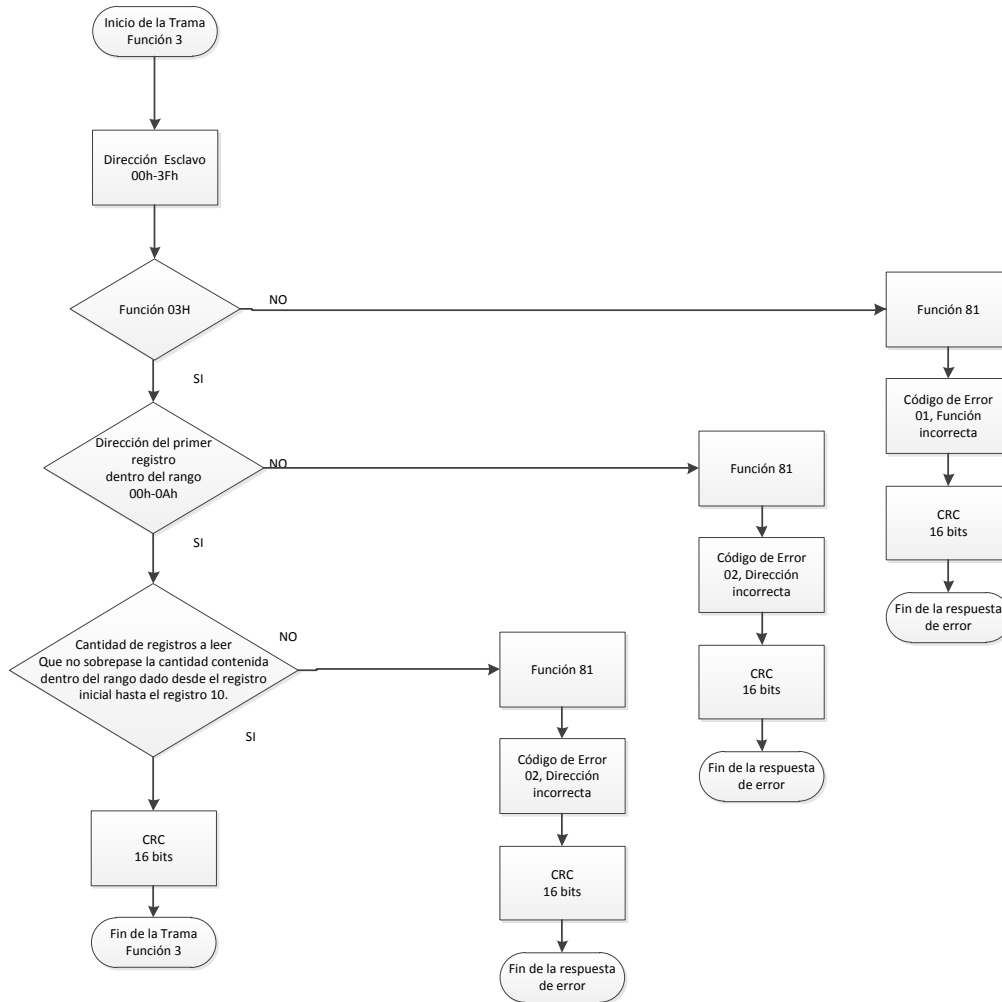 Inicio de la Trama
Función 3
Dirección Esclavo
00h-3Fh
Función 03H
NO
SI
Función 81
Código de Error
01, Función
incorrecta
CRC
16 bits
Fin de la respuesta
de error
Dirección del primer
registro
dentro del rango
00h-0Ah
NO
SI
Función 81
Código de Error
02, Dirección
incorrecta
CRC
16 bits
Fin de la respuesta
de error
Cantidad de registros a leer
Que no sobrepase la cantidad contenida
dentro del rango dado desde el registro
inicial hasta el registro 10.
NO
SI
Función 81
Código de Error
02, Dirección
incorrecta
CRC
16 bits
Fin de la respuesta
de error
CRC
16 bits
Fin de la Trama
Función 3